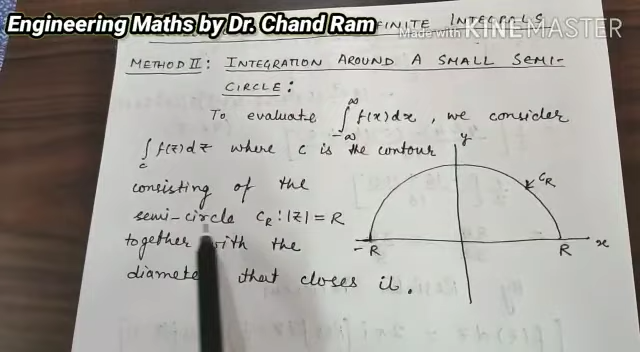 Engineering Maths by Dr. Chand Ram
FINITE INTEGRALS
Made with KINEMASTER
METHOD II: INTEGRATION AROUND A SMALL SEMI-
CIRCLE:
To evaluate ∫_{-∞}^{∞} f(x)dx, we consider
∫_c f(z)dz where c is the contour
consisting of the
semi-circle C_R : |z| = R
together with the
diameter that closes it.
y
C_R
-R
R
x